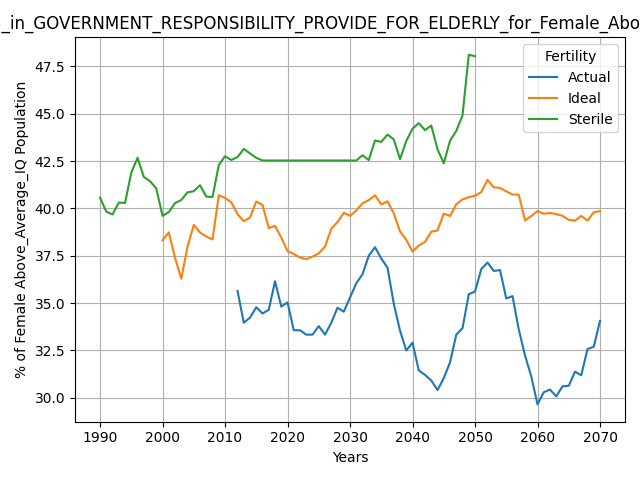 _in_GOVERNMENT_RESPONSIBILITY_PROVIDE_FOR_ELDERLY_for_Female_Abo
Fertility
Actual
Ideal
Sterile
% of Female Above_Average_IQ Population
47.5
45.0
42.5
40.0
37.5
35.0
32.5
30.0
1990 2000 2010 2020 2030 2040 2050 2060 2070
Years